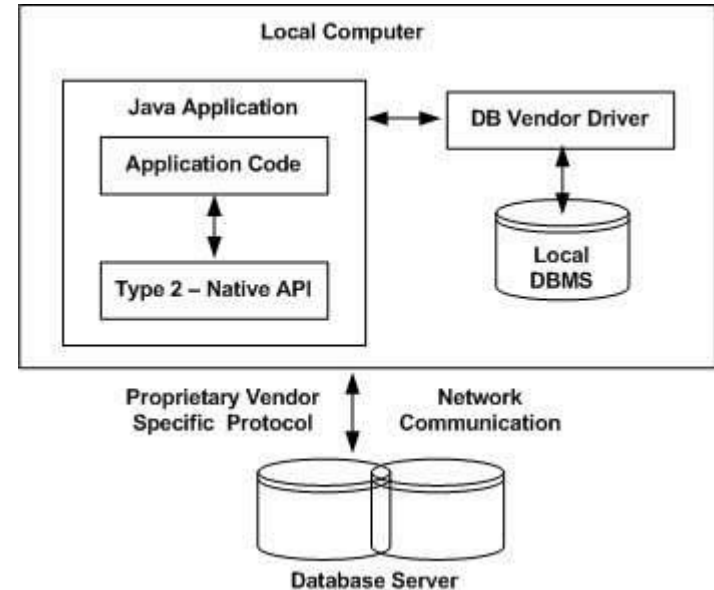 Local Computer
Java Application
DB Vendor Driver
Application Code
Type 2 – Native API
Local
DBMS
Proprietary Vendor
Specific Protocol
Network
Communication
Database Server